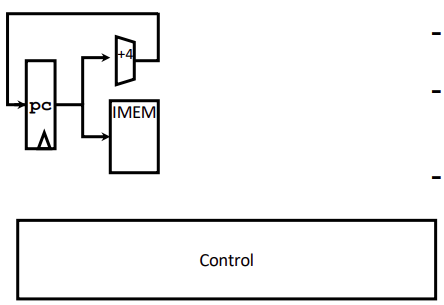 +4
pc
IMEM
Control